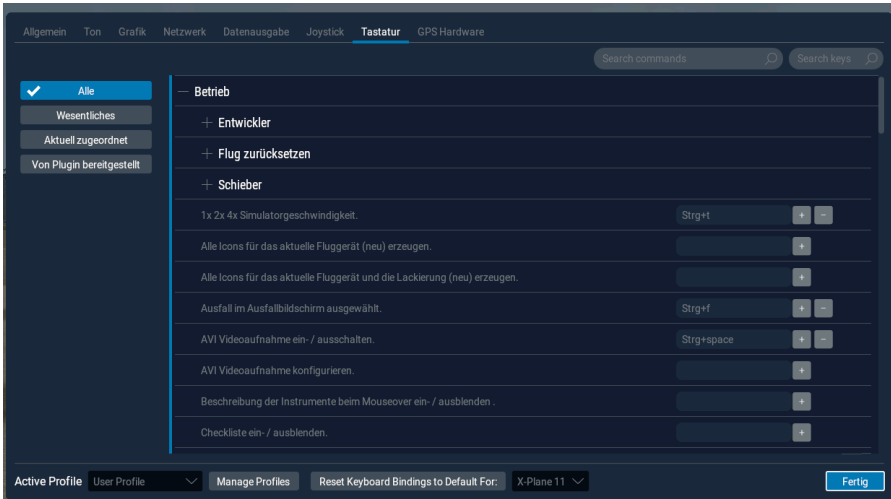 Allgemein Ton Grafik Netzwerk Datenausgabe Joystick Tastatur GPS Hardware
Search commands Search keys
Alle
Wesentliches
Aktuell zugeordnet
Von Plugin bereitgestellt
Betrieb
Entwickler
Flug zurücksetzen
Schieber
1x 2x 4x Simulatorgeschwindigkeit. Strg+t + −
Alle Icons für das aktuelle Fluggerät (neu) erzeugen. +
Alle Icons für das aktuelle Fluggerät und die Lackierung (neu) erzeugen. +
Ausfall im Ausfallbildschirm ausgewählt. Strg+f + −
AVI Videoaufnahme ein- / ausschalten. Strg+space + −
AVI Videoaufnahme konfigurieren. +
Beschreibung der Instrumente beim Mouseover ein- / ausblenden . +
Checkliste ein- / ausblenden. +
Active Profile User Profile Manage Profiles Reset Keyboard Bindings to Default For: X-Plane 11 Fertig